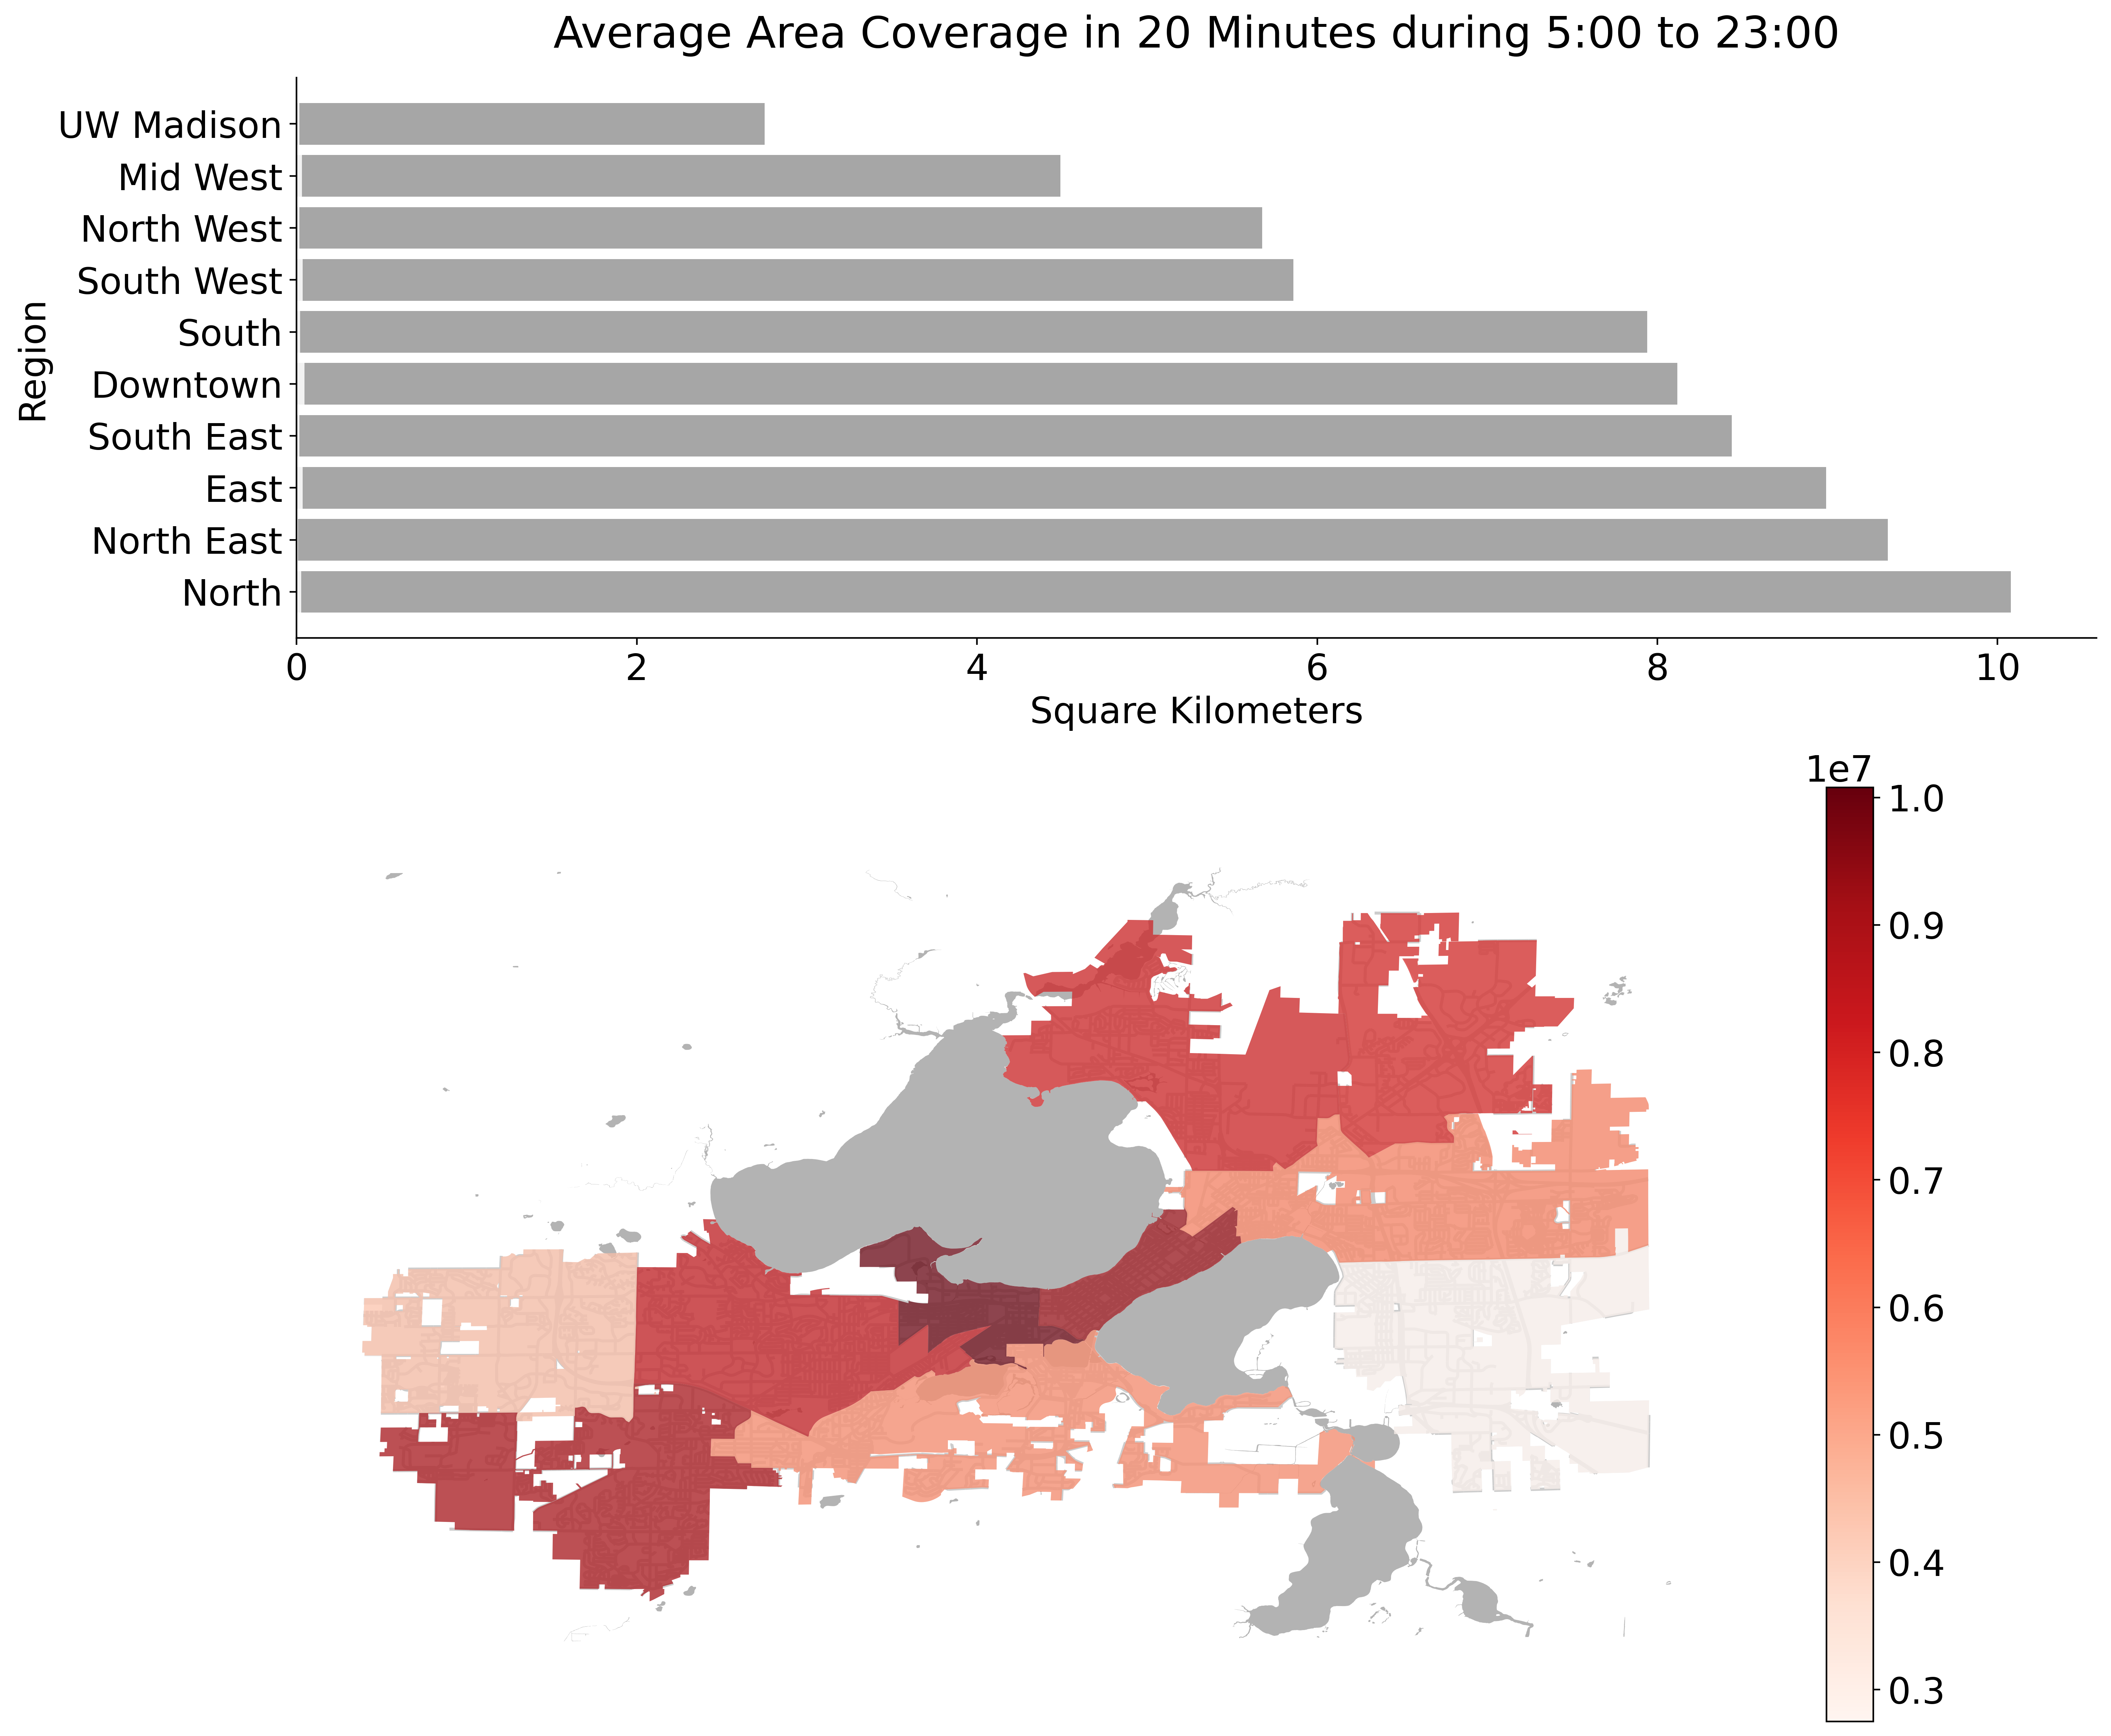 Average Area Coverage in 20 Minutes during 5:00 to 23:00
Region
UW Madison
Mid West
North West
South West
South
Downtown
South East
East
North East
North
0 2 4 6 8 10
Square Kilometers
1e7
1.0
0.9
0.8
0.7
0.6
0.5
0.4
0.3